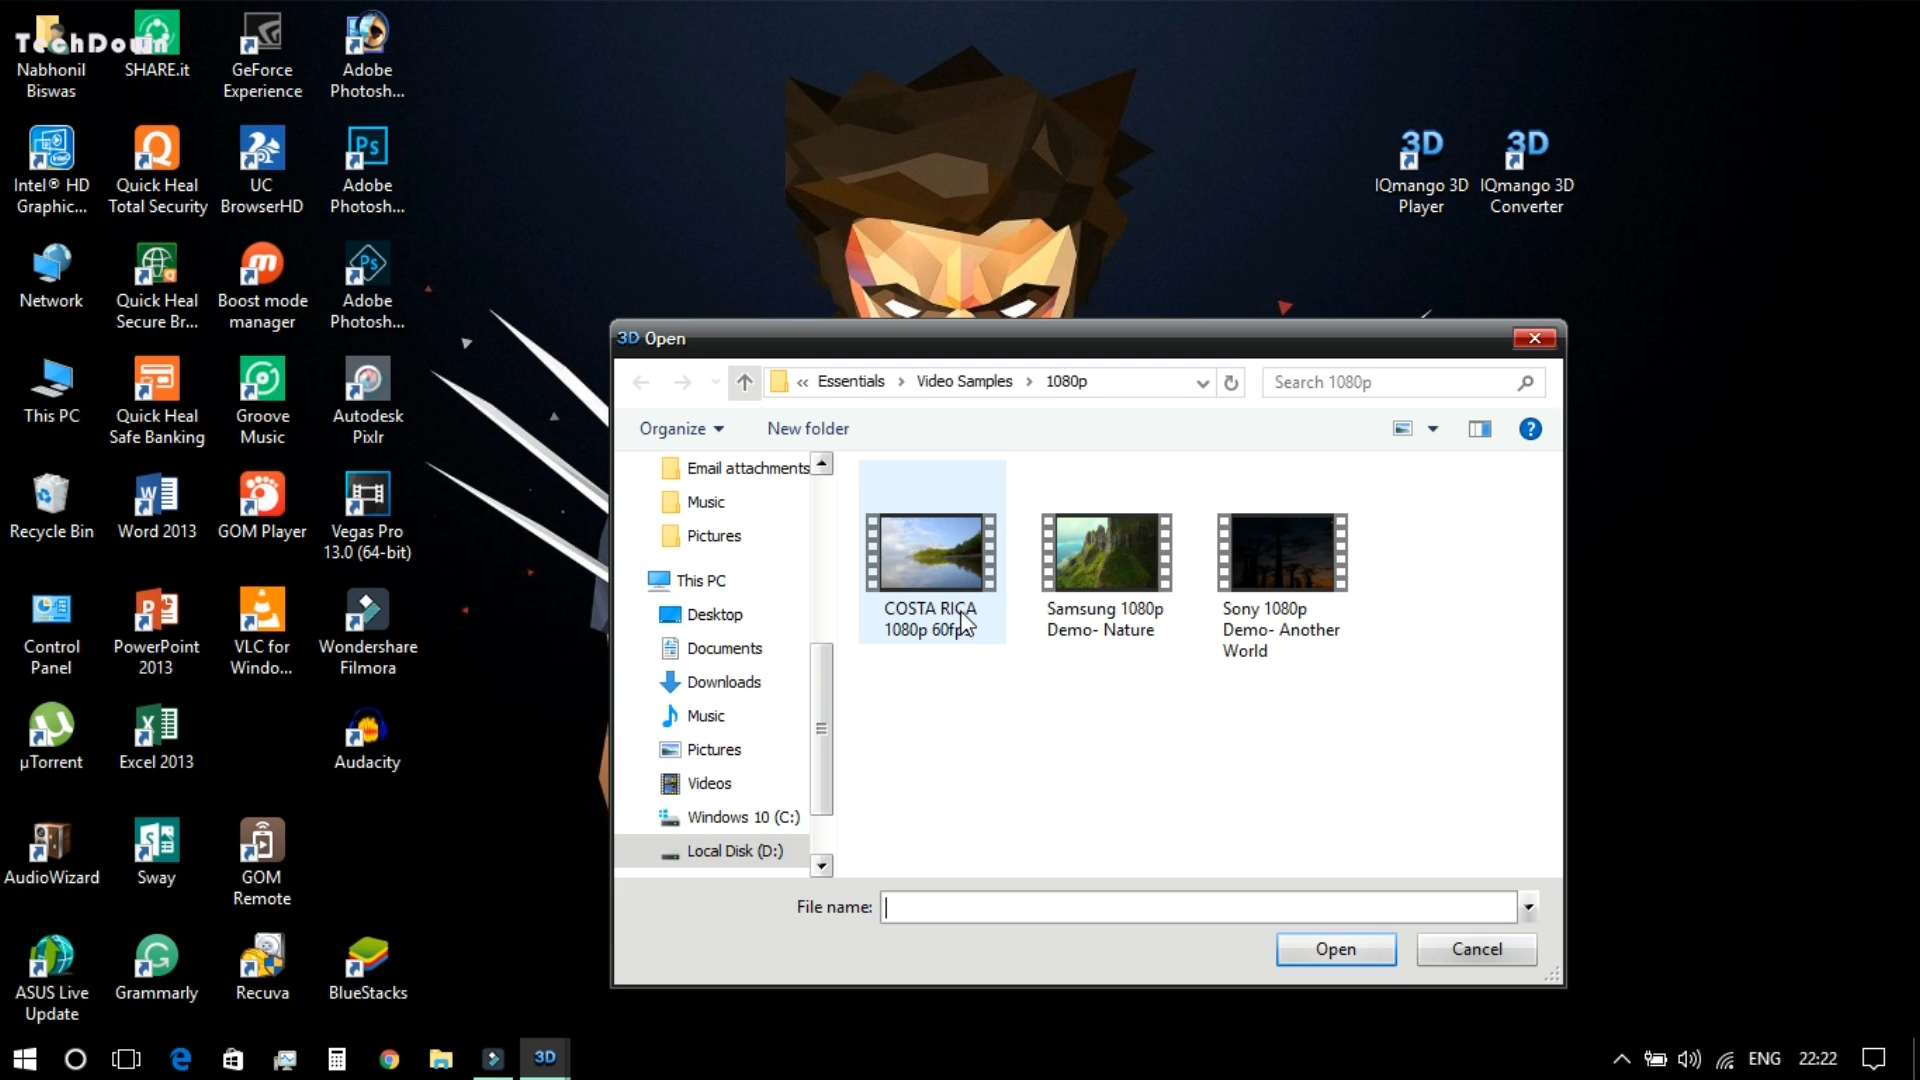 TechDown
Nabhonil
Biswas
SHARE.it
GeForce
Experience
Adobe
Photosh...
Intel® HD
Graphic...
Quick Heal
Total Security
UC
BrowserHD
Ps
Adobe
Photosh...
Network
Quick Heal
Secure Br...
Boost mode
manager
Ps
Adobe
Photosh...
This PC
Quick Heal
Safe Banking
Groove
Music
Autodesk
Pixlr
Recycle Bin
Word 2013
GOM Player
Vegas Pro
13.0 (64-bit)
Control
Panel
PowerPoint
2013
VLC for
Windo...
Wondershare
Filmora
µTorrent
Excel 2013
Audacity
AudioWizard
Sway
GOM
Remote
ASUS Live
Update
Grammarly
Recuva
BlueStacks
3D
IQmango 3D
Player
3D
IQmango 3D
Converter
3D Open
« Essentials › Video Samples › 1080p
Search 1080p
Organize
New folder
Email attachments
Music
Pictures
This PC
Desktop
Documents
Downloads
Music
Pictures
Videos
Windows 10 (C:)
Local Disk (D:)
COSTA RICA
1080p 60fps
Samsung 1080p
Demo- Nature
Sony 1080p
Demo- Another
World
File name:
Open
Cancel
3D
ENG
22:22